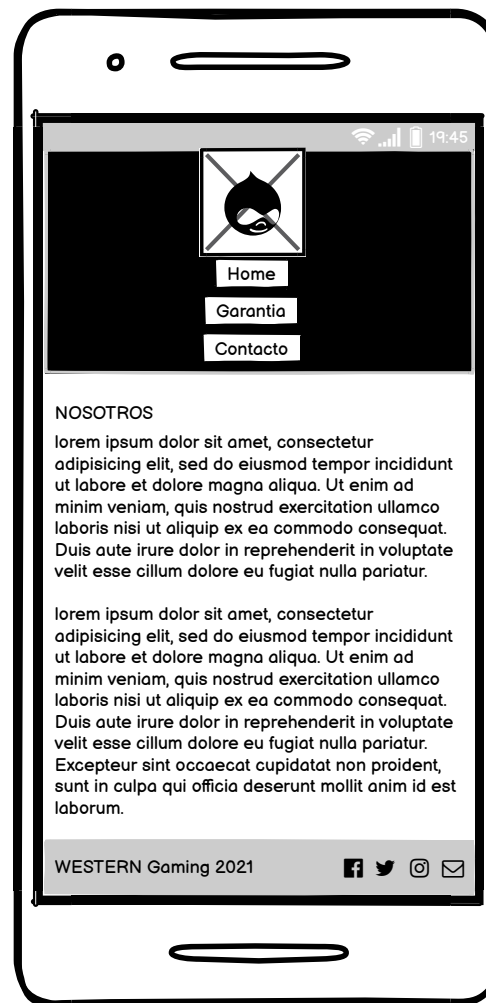 19:45
Home
Garantia
Contacto
NOSOTROS
lorem ipsum dolor sit amet, consectetur
adipisicing elit, sed do eiusmod tempor incididunt
ut labore et dolore magna aliqua. Ut enim ad
minim veniam, quis nostrud exercitation ullamco
laboris nisi ut aliquip ex ea commodo consequat.
Duis aute irure dolor in reprehenderit in voluptate
velit esse cillum dolore eu fugiat nulla pariatur.
lorem ipsum dolor sit amet, consectetur
adipisicing elit, sed do eiusmod tempor incididunt
ut labore et dolore magna aliqua. Ut enim ad
minim veniam, quis nostrud exercitation ullamco
laboris nisi ut aliquip ex ea commodo consequat.
Duis aute irure dolor in reprehenderit in voluptate
velit esse cillum dolore eu fugiat nulla pariatur.
Excepteur sint occaecat cupidatat non proident,
sunt in culpa qui officia deserunt mollit anim id est
laborum.
WESTERN Gaming 2021